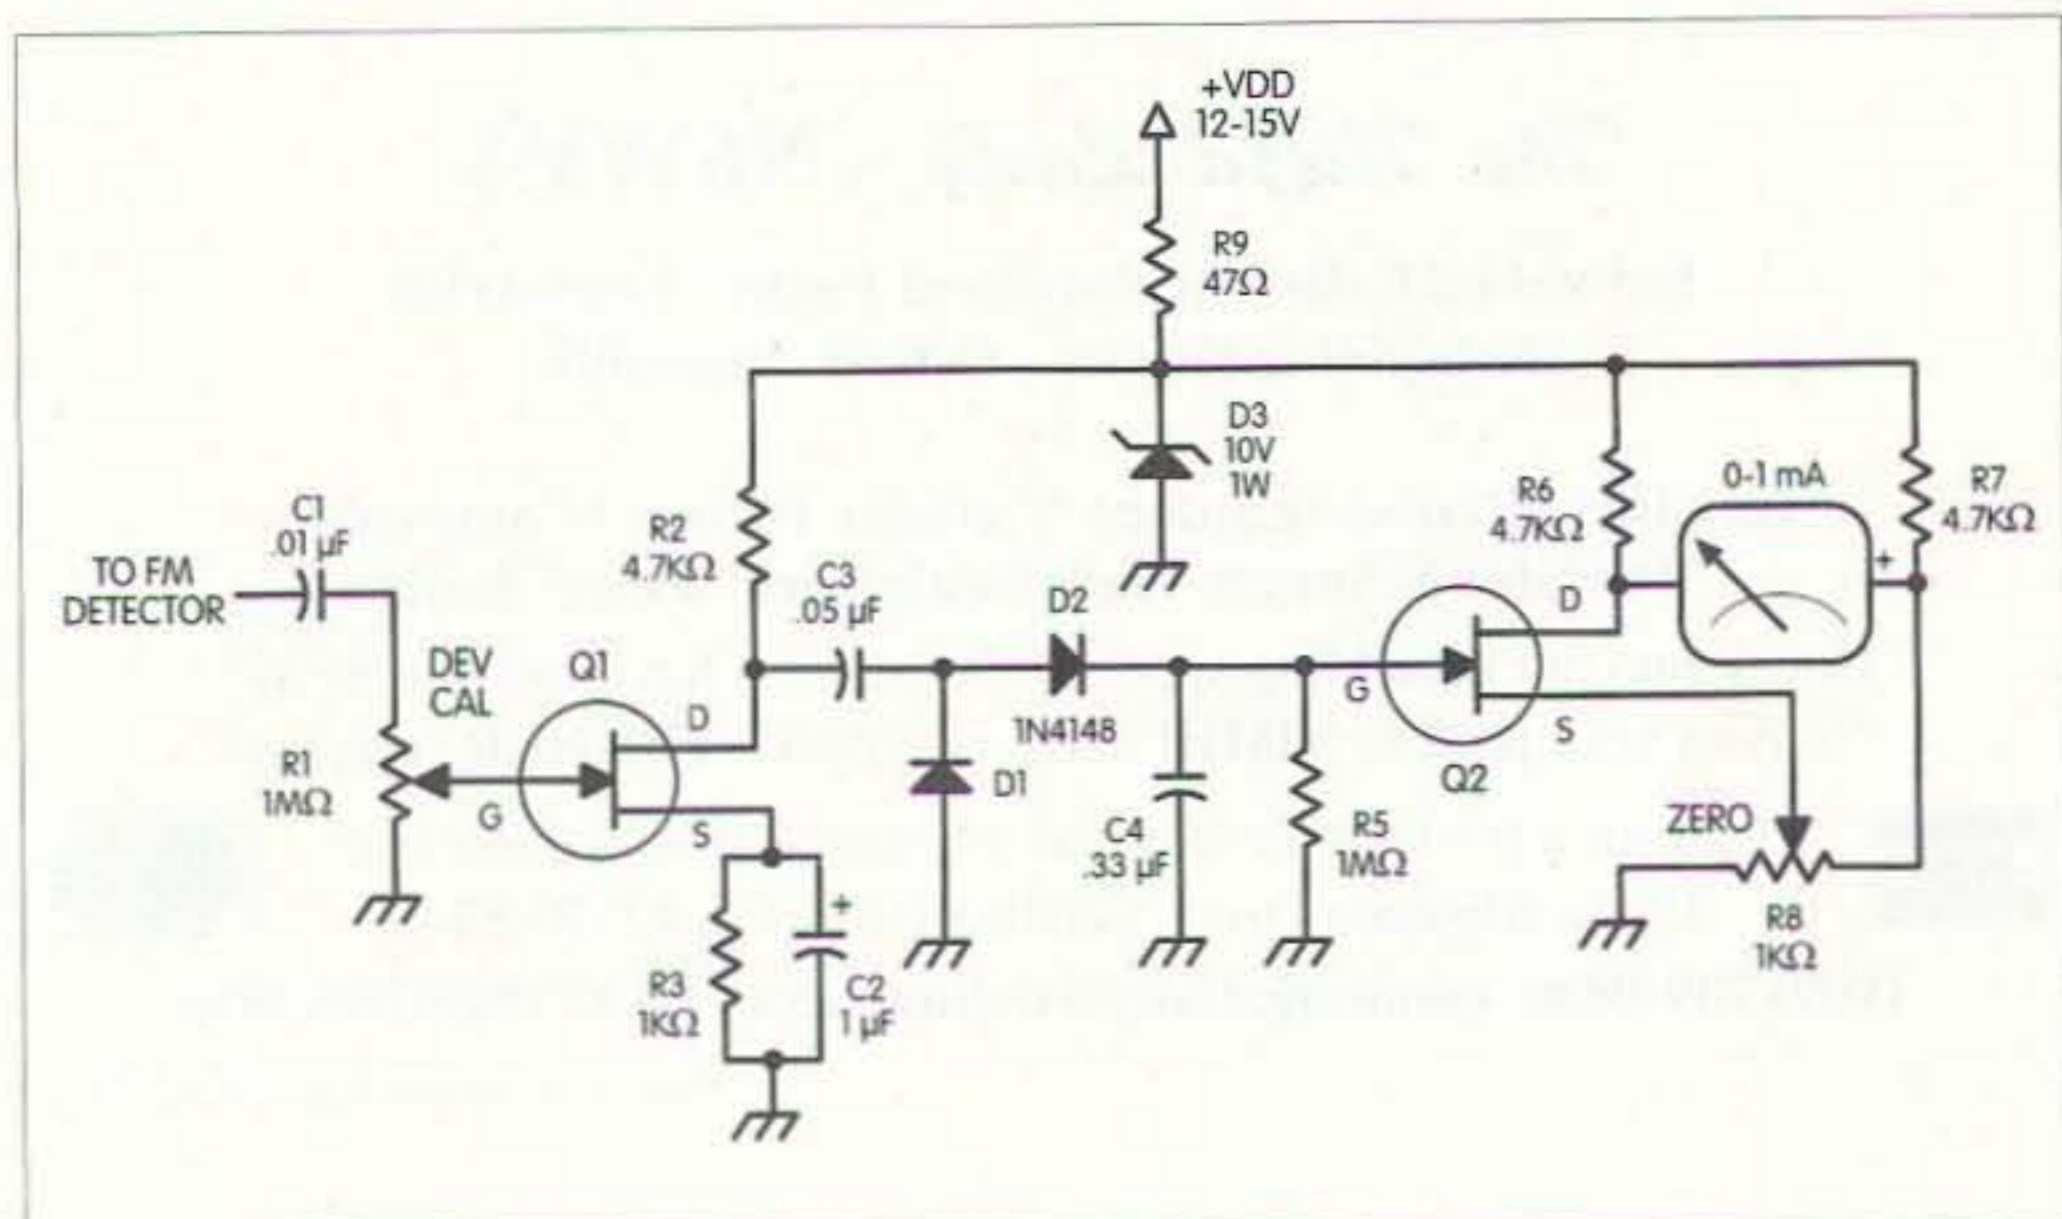 +VDD
12-15V
R9
47Ω
D3
10V
1W
R6
4.7KΩ
0-1 mA
+
R7
4.7KΩ
C1
.01 µF
TO FM
DETECTOR
R2
4.7KΩ
C3
.05 µF
D2
1N4148
DEV
CAL
Q1
D
G
S
R1
1MΩ
D1
C4
.33 µF
R5
1MΩ
G
D
S
Q2
ZERO
R8
1KΩ
R3
1KΩ
+
C2
1 µF